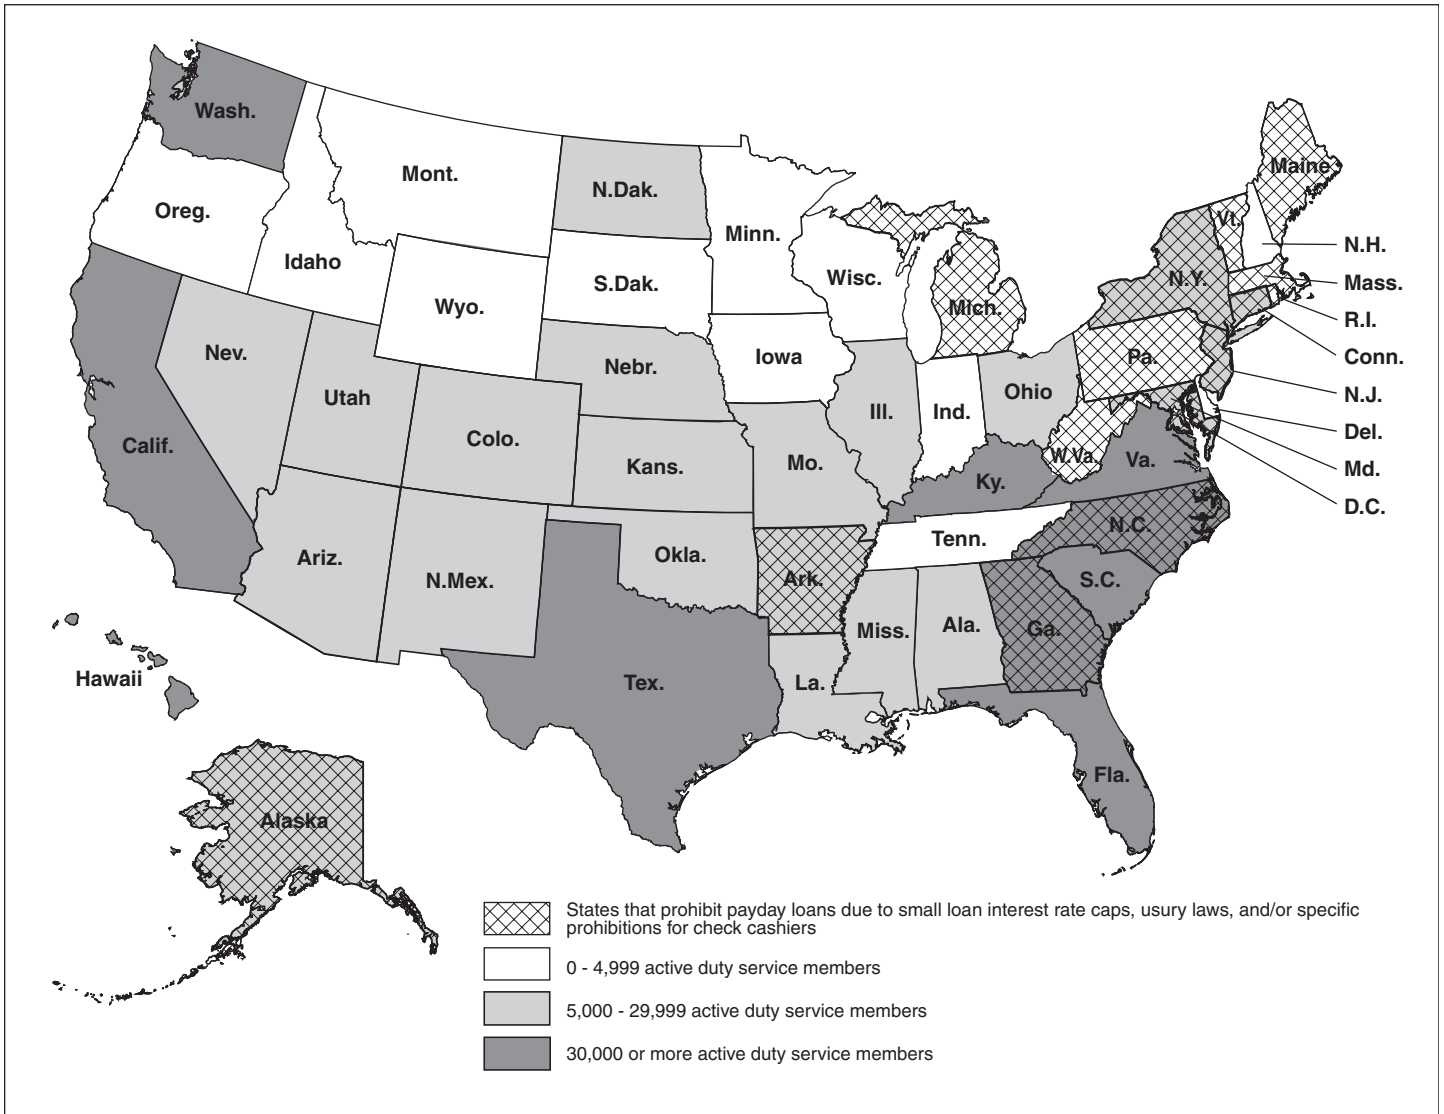 Wash.
Mont.
N.Dak.
Maine
Oreg.
Minn.
Vt.
N.H.
Idaho
S.Dak.
Wisc.
N.Y.
Mass.
Wyo.
Mich.
R.I.
Nev.
Iowa
Pa.
Conn.
Nebr.
Utah
Ill.
Ind.
Ohio
N.J.
Calif.
Colo.
Kans.
Mo.
W.Va.
Va.
Del.
Ky.
Md.
N.C.
D.C.
Ariz.
N.Mex.
Okla.
Ark.
Tenn.
S.C.
Miss.
Ala.
Ga.
Hawaii
Tex.
La.
Fla.
Alaska
States that prohibit payday loans due to small loan interest rate caps, usury laws, and/or specific
prohibitions for check cashiers
0 - 4,999 active duty service members
5,000 - 29,999 active duty service members
30,000 or more active duty service members